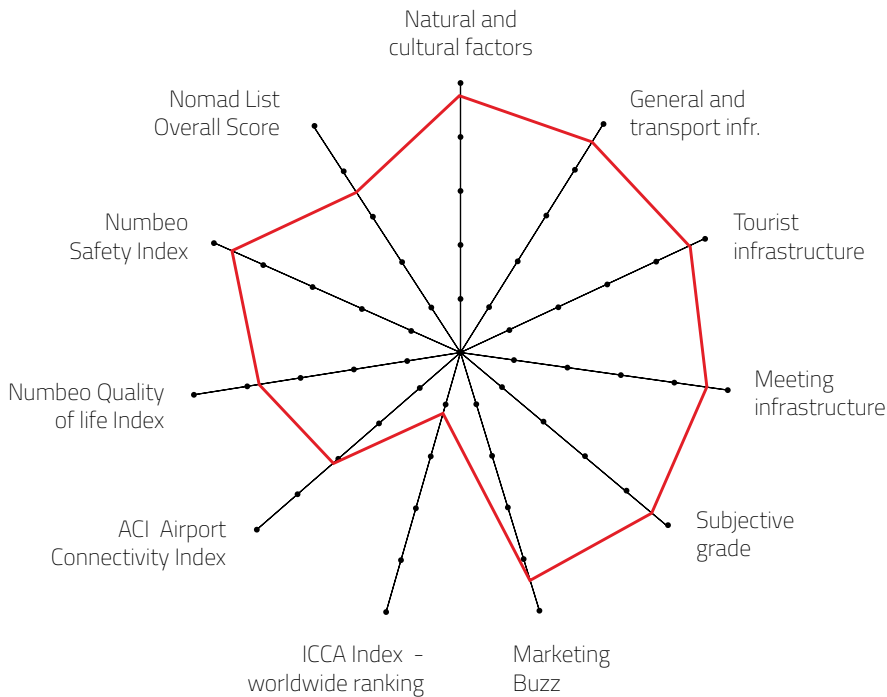 Natural and
cultural factors
General and
transport infr.
Tourist
infrastructure
Meeting
infrastructure
Subjective
grade
Marketing
Buzz
ICCA Index -
worldwide ranking
ACI Airport
Connectivity Index
Numbeo Quality
of life Index
Numbeo
Safety Index
Nomad List
Overall Score